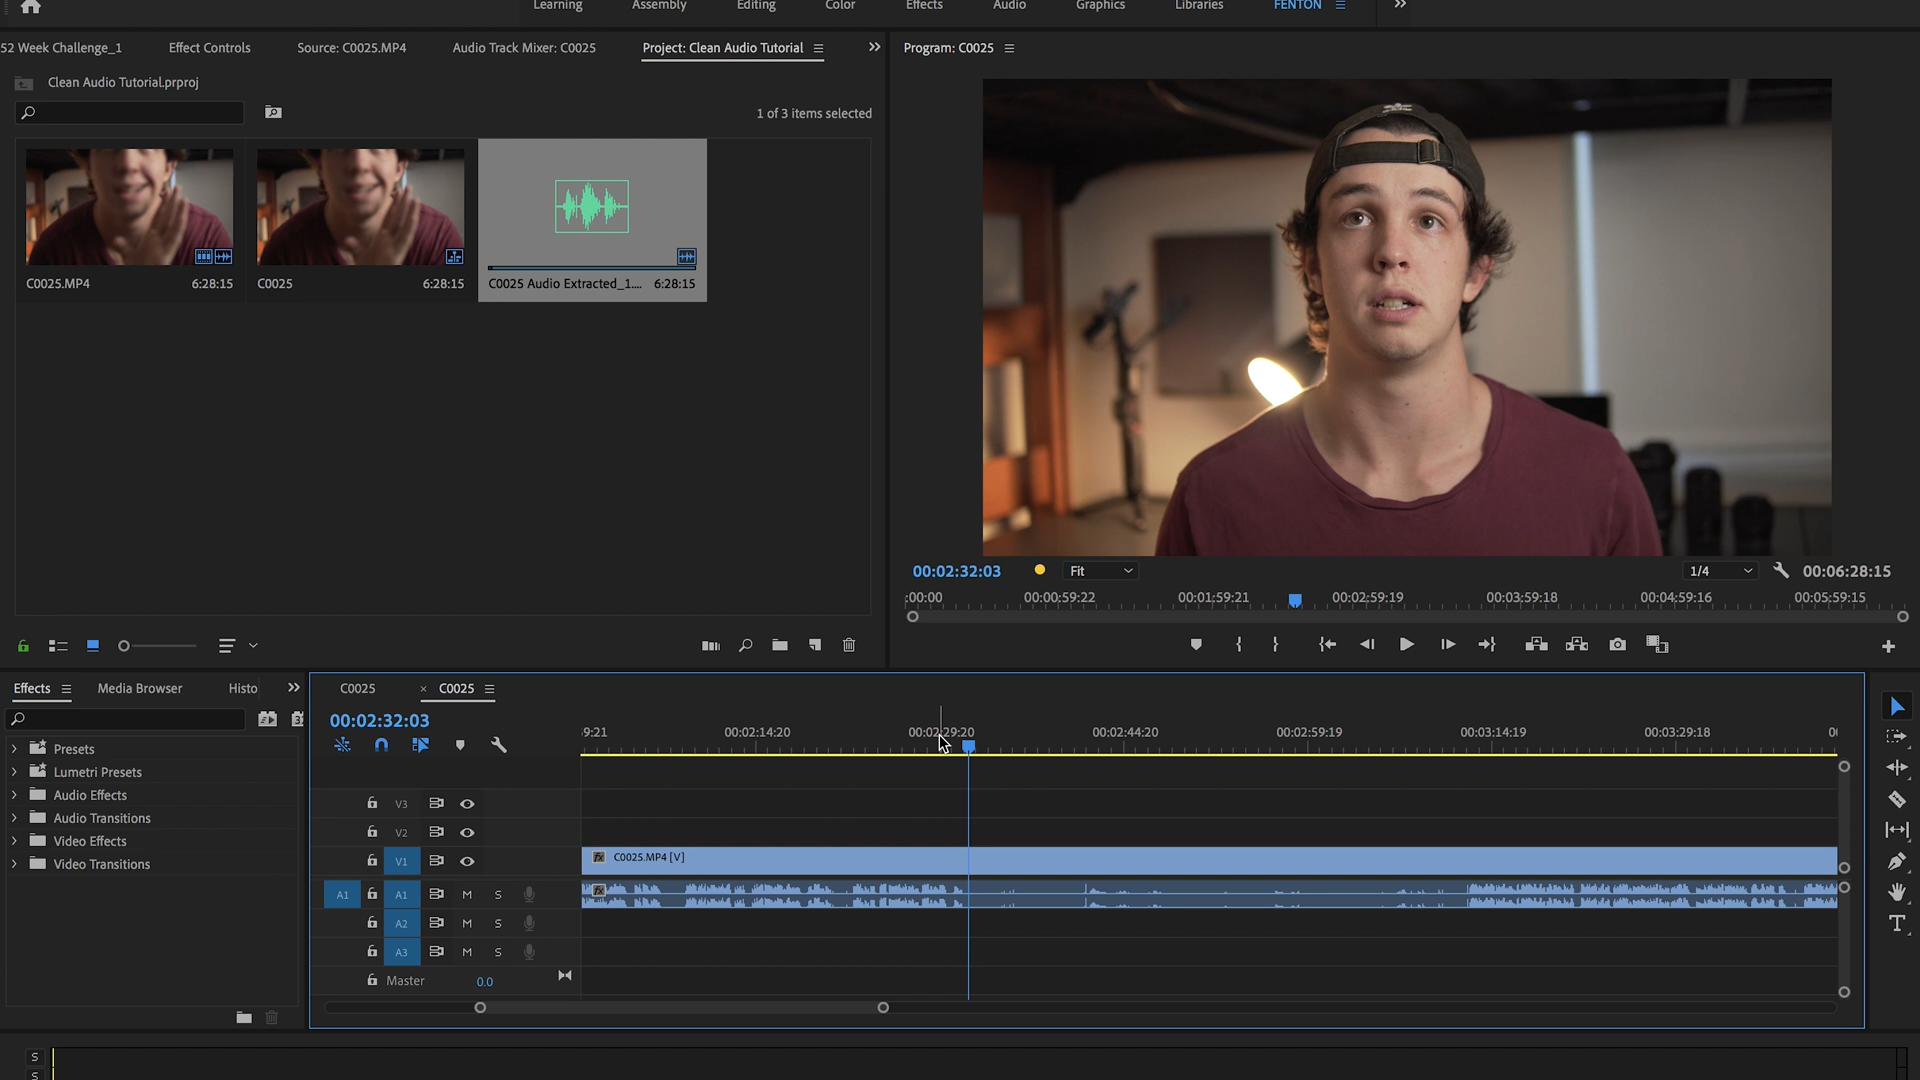 Learning Assembly Editing Color Effects Audio Graphics Libraries FENTON
52 Week Challenge_1 Effect Controls Source: C0025.MP4 Audio Track Mixer: C0025 Project: Clean Audio Tutorial
Program: C0025
Clean Audio Tutorial.prproj
1 of 3 items selected
C0025.MP4 6:28:15
C0025 6:28:15
C0025 Audio Extracted_1.... 6:28:15
00:02:32:03 Fit 1/4 00:06:28:15
:00:00 00:00:59:22 00:01:59:21 00:02:59:19 00:03:59:18 00:04:59:16 00:05:59:15
Effects Media Browser Histo
Presets
Lumetri Presets
Audio Effects
Audio Transitions
Video Effects
Video Transitions
C0025 × C0025
00:02:32:03
9:21 00:02:14:20 00:02:29:20 00:02:44:20 00:02:59:19 00:03:14:19 00:03:29:18 00
V3
V2
V1 fx C0025.MP4 [V]
A1 A1 M S fx
A2 M S
A3 M S
Master 0.0
S
S